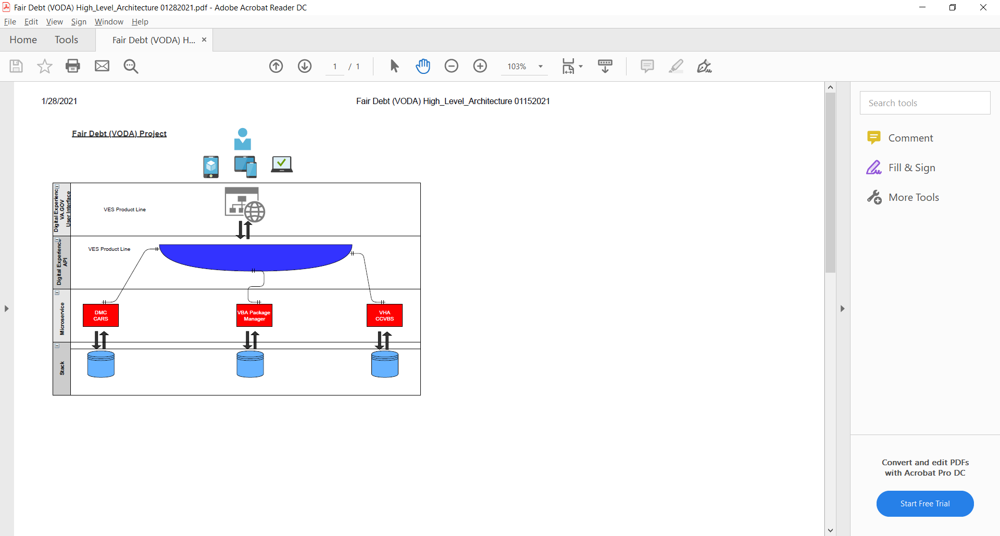 Fair Debt (VODA) High_Level_Architecture 01282021.pdf - Adobe Acrobat Reader DC
File Edit View Sign Window Help
Home Tools Fair Debt (VODA) H... ×
1 / 1 103%
1/28/2021 Fair Debt (VODA) High_Level_Architecture 01152021
Fair Debt (VODA) Project
Digital Experience
VA.GOV
User Interface
VES Product Line
Digital Experience
API
VES Product Line
Microservice
DMC
CARS
VBA Package
Manager
VHA
CCVBS
Stack
Search tools
Comment
Fill & Sign
More Tools
Convert and edit PDFs
with Acrobat Pro DC
Start Free Trial